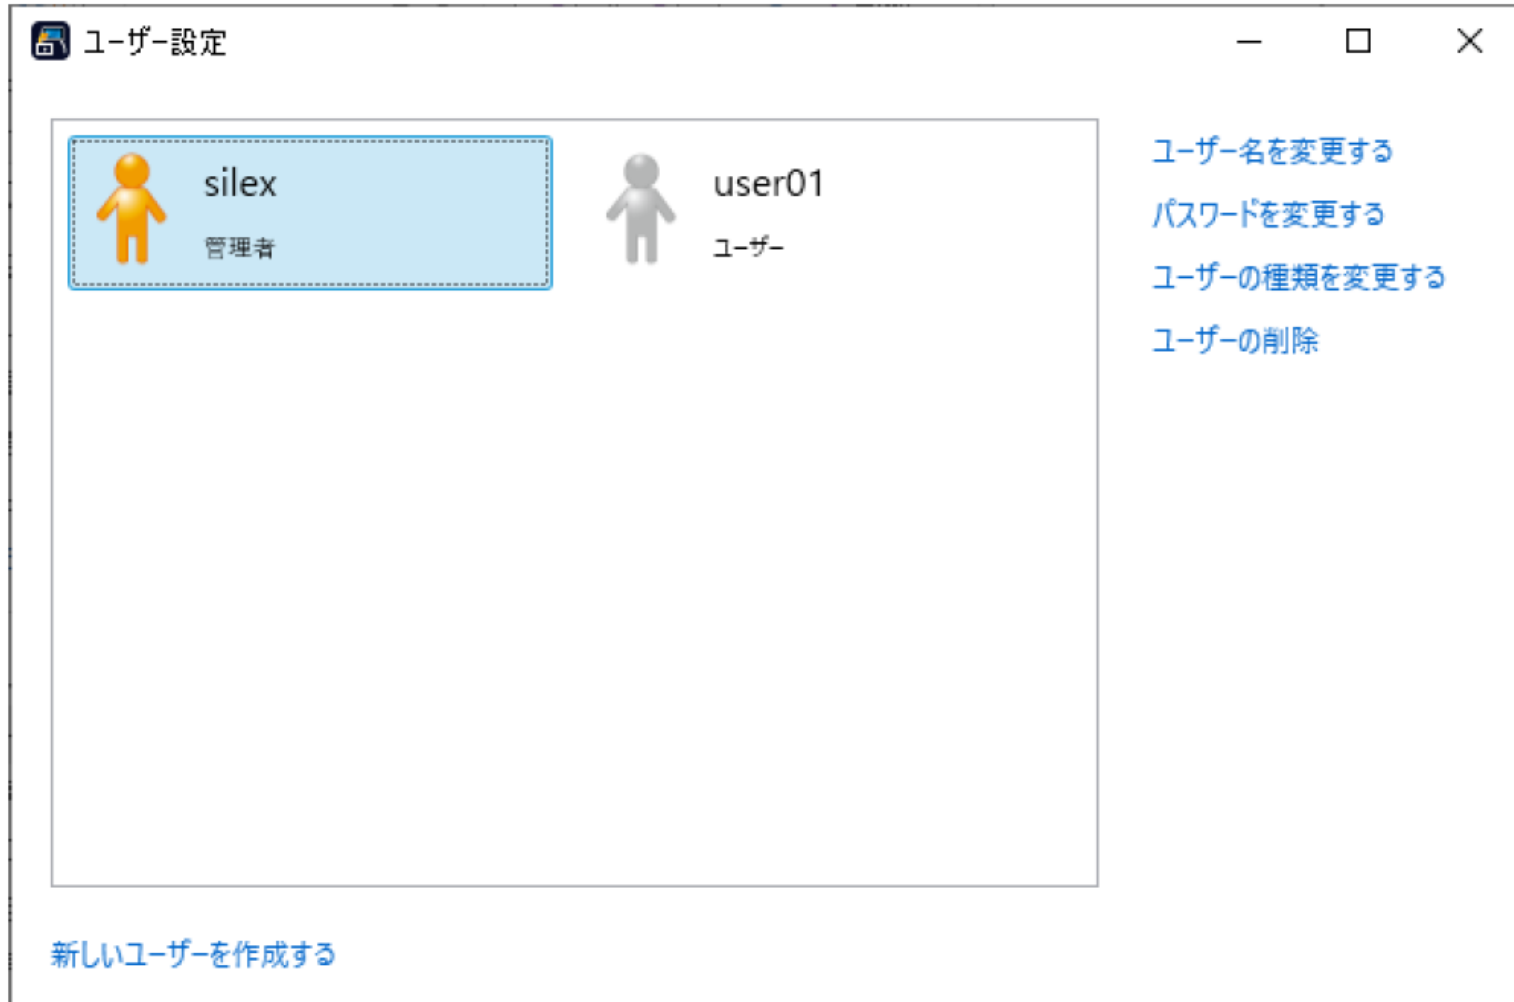 ユーザー設定
silex
管理者
user01
ユーザー
ユーザー名を変更する
パスワードを変更する
ユーザーの種類を変更する
ユーザーの削除
新しいユーザーを作成する